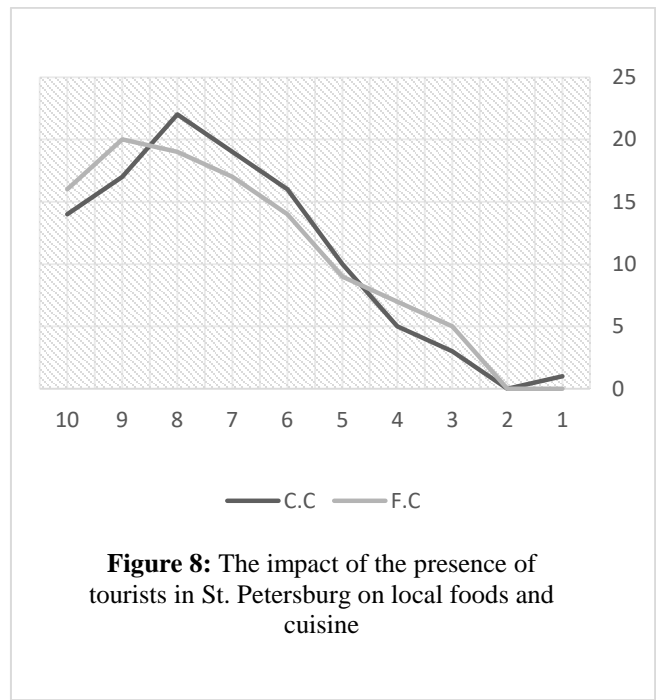 25
20
15
10
5
0
10 9 8 7 6 5 4 3 2 1
C.C F.C
Figure 8: The impact of the presence of
tourists in St. Petersburg on local foods and
cuisine